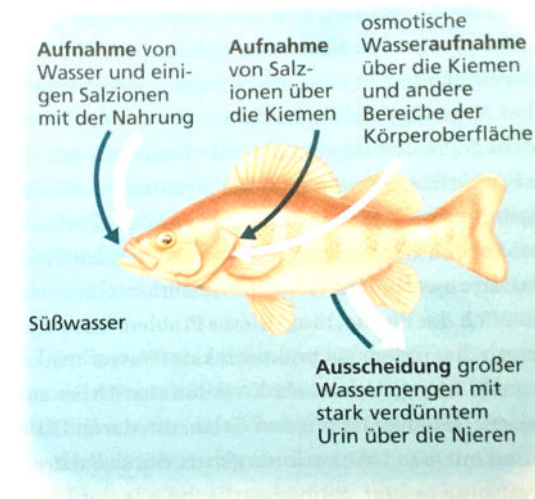 Aufnahme von
Wasser und eini-
gen Salzionen
mit der Nahrung
Aufnahme
von Salz-
ionen über
die Kiemen
osmotische
Wasseraufnahme
über die Kiemen
und andere
Bereiche der
Körperoberfläche
Süßwasser
Ausscheidung großer
Wassermengen mit
stark verdünntem
Urin über die Nieren